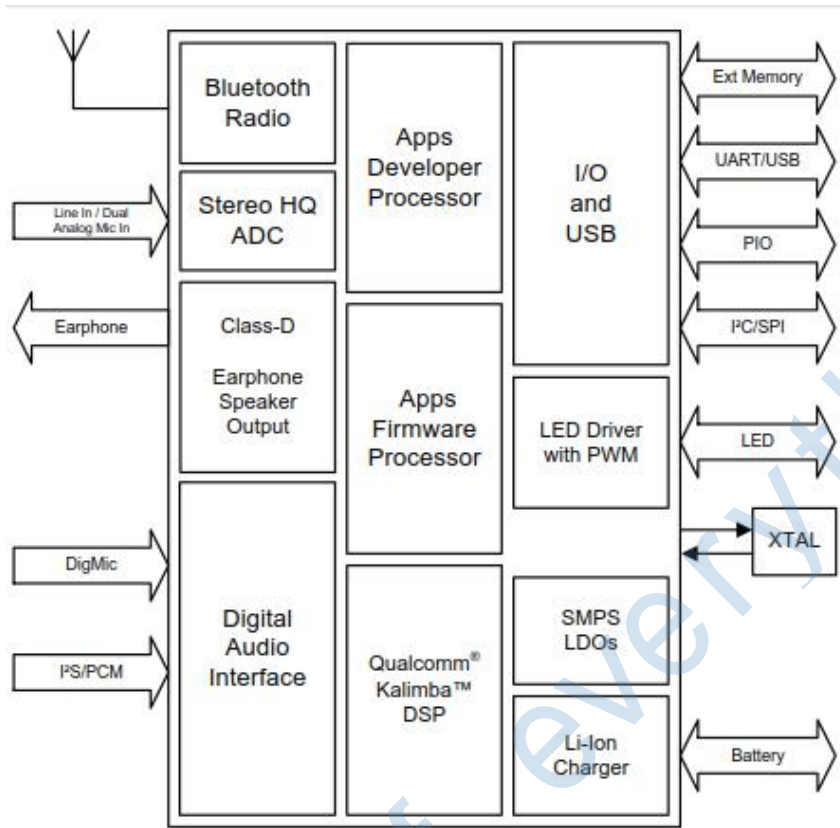 Bluetooth
Radio
Line In / Dual
Analog Mic In
Stereo HQ
ADC
Earphone
Class-D
Earphone
Speaker
Output
DigMic
I²S/PCM
Digital
Audio
Interface
Apps
Developer
Processor
Apps
Firmware
Processor
Qualcomm®
Kalimba™
DSP
I/O
and
USB
LED Driver
with PWM
SMPS
LDOs
Li-Ion
Charger
Ext Memory
UART/USB
PIO
I²C/SPI
LED
XTAL
Battery